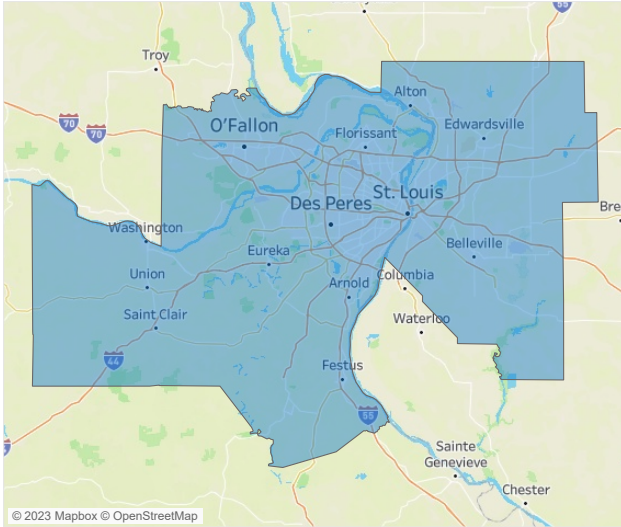 55
Troy
Alton
70
70
O'Fallon
Florissant
Edwardsville
St. Louis
Des Peres
Bre
Washington
Eureka
Belleville
Union
Arnold
Columbia
Saint Clair
Waterloo
44
Festus
55
Sainte
Genevieve
Chester
© 2023 Mapbox © OpenStreetMap